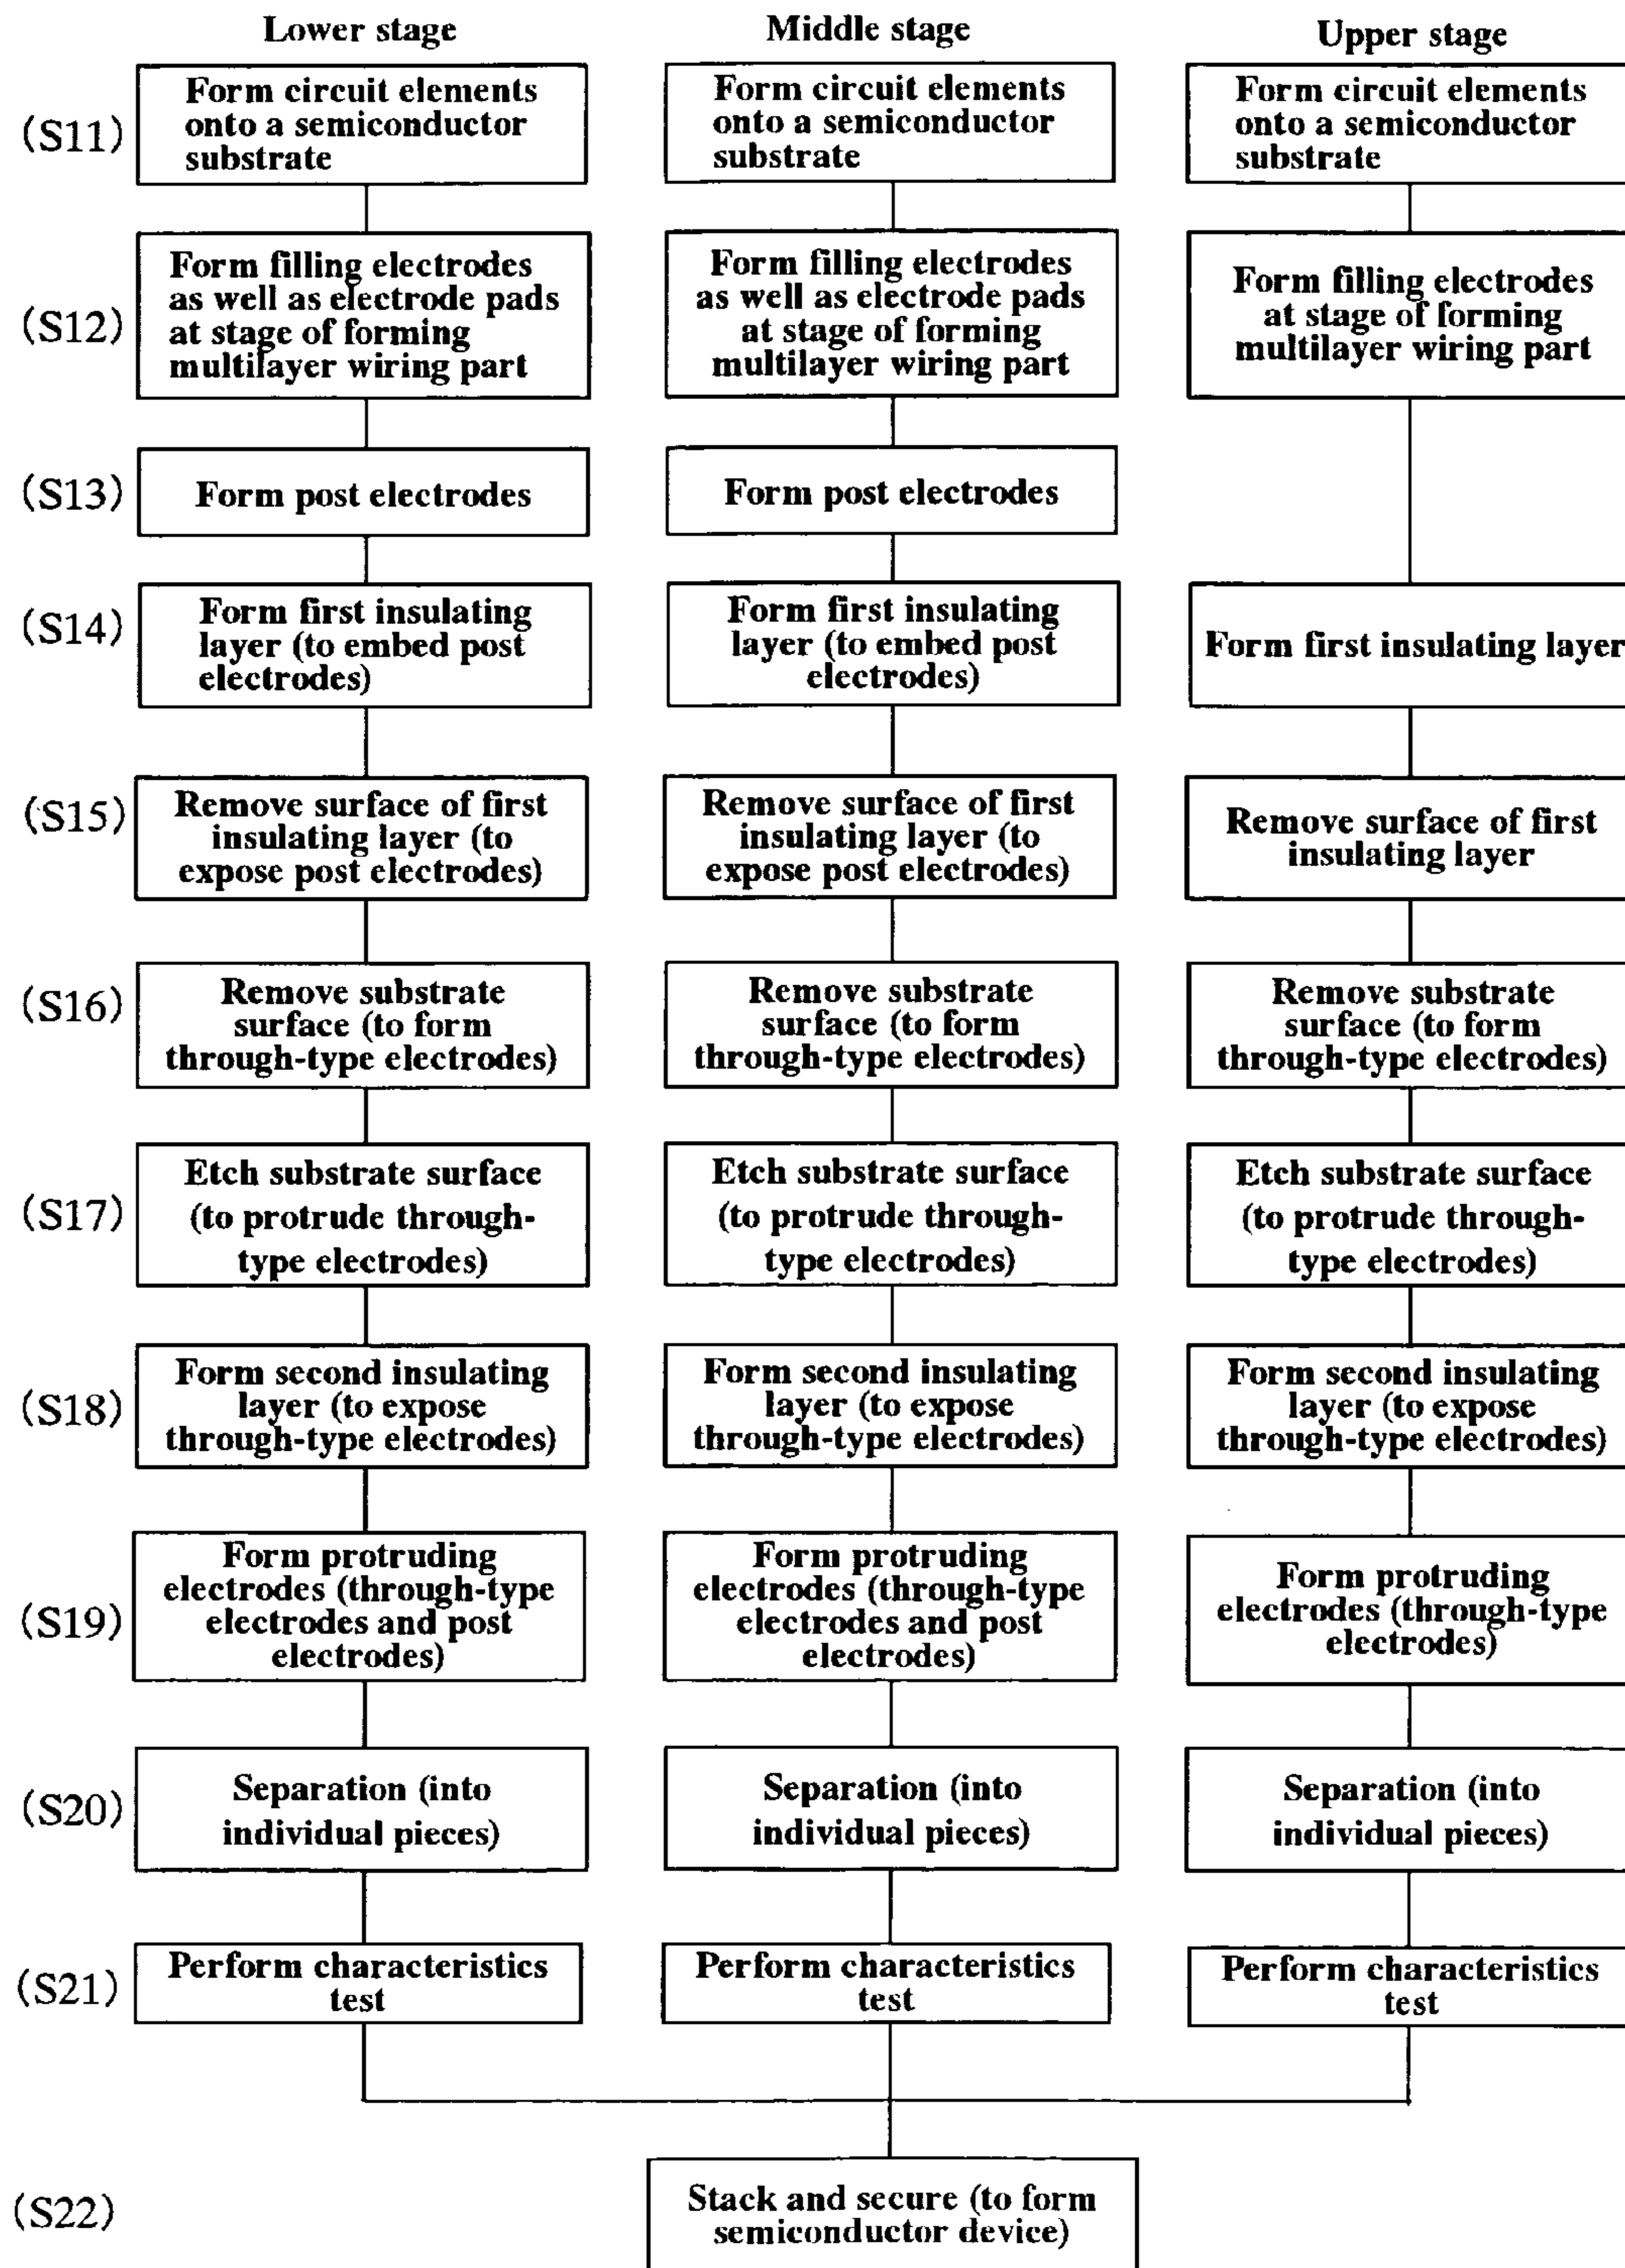 Lower stage
Middle stage
Upper stage
(S11)
Form circuit elements
onto a semiconductor
substrate
Form circuit elements
onto a semiconductor
substrate
Form circuit elements
onto a semiconductor
substrate
(S12)
Form filling electrodes
as well as electrode pads
at stage of forming
multilayer wiring part
Form filling electrodes
as well as electrode pads
at stage of forming
multilayer wiring part
Form filling electrodes
at stage of forming
multilayer wiring part
(S13)
Form post electrodes
Form post electrodes
(S14)
Form first insulating
layer (to embed post
electrodes)
Form first insulating
layer (to embed post
electrodes)
Form first insulating layer
(S15)
Remove surface of first
insulating layer (to
expose post electrodes)
Remove surface of first
insulating layer (to
expose post electrodes)
Remove surface of first
insulating layer
(S16)
Remove substrate
surface (to form
through-type electrodes)
Remove substrate
surface (to form
through-type electrodes)
Remove substrate
surface (to form
through-type electrodes)
(S17)
Etch substrate surface
(to protrude through-
type electrodes)
Etch substrate surface
(to protrude through-
type electrodes)
Etch substrate surface
(to protrude through-
type electrodes)
(S18)
Form second insulating
layer (to expose
through-type electrodes)
Form second insulating
layer (to expose
through-type electrodes)
Form second insulating
layer (to expose
through-type electrodes)
(S19)
Form protruding
electrodes (through-type
electrodes and post
electrodes)
Form protruding
electrodes (through-type
electrodes and post
electrodes)
Form protruding
electrodes (through-type
electrodes)
(S20)
Separation (into
individual pieces)
Separation (into
individual pieces)
Separation (into
individual pieces)
(S21)
Perform characteristics
test
Perform characteristics
test
Perform characteristics
test
(S22)
Stack and secure (to form
semiconductor device)